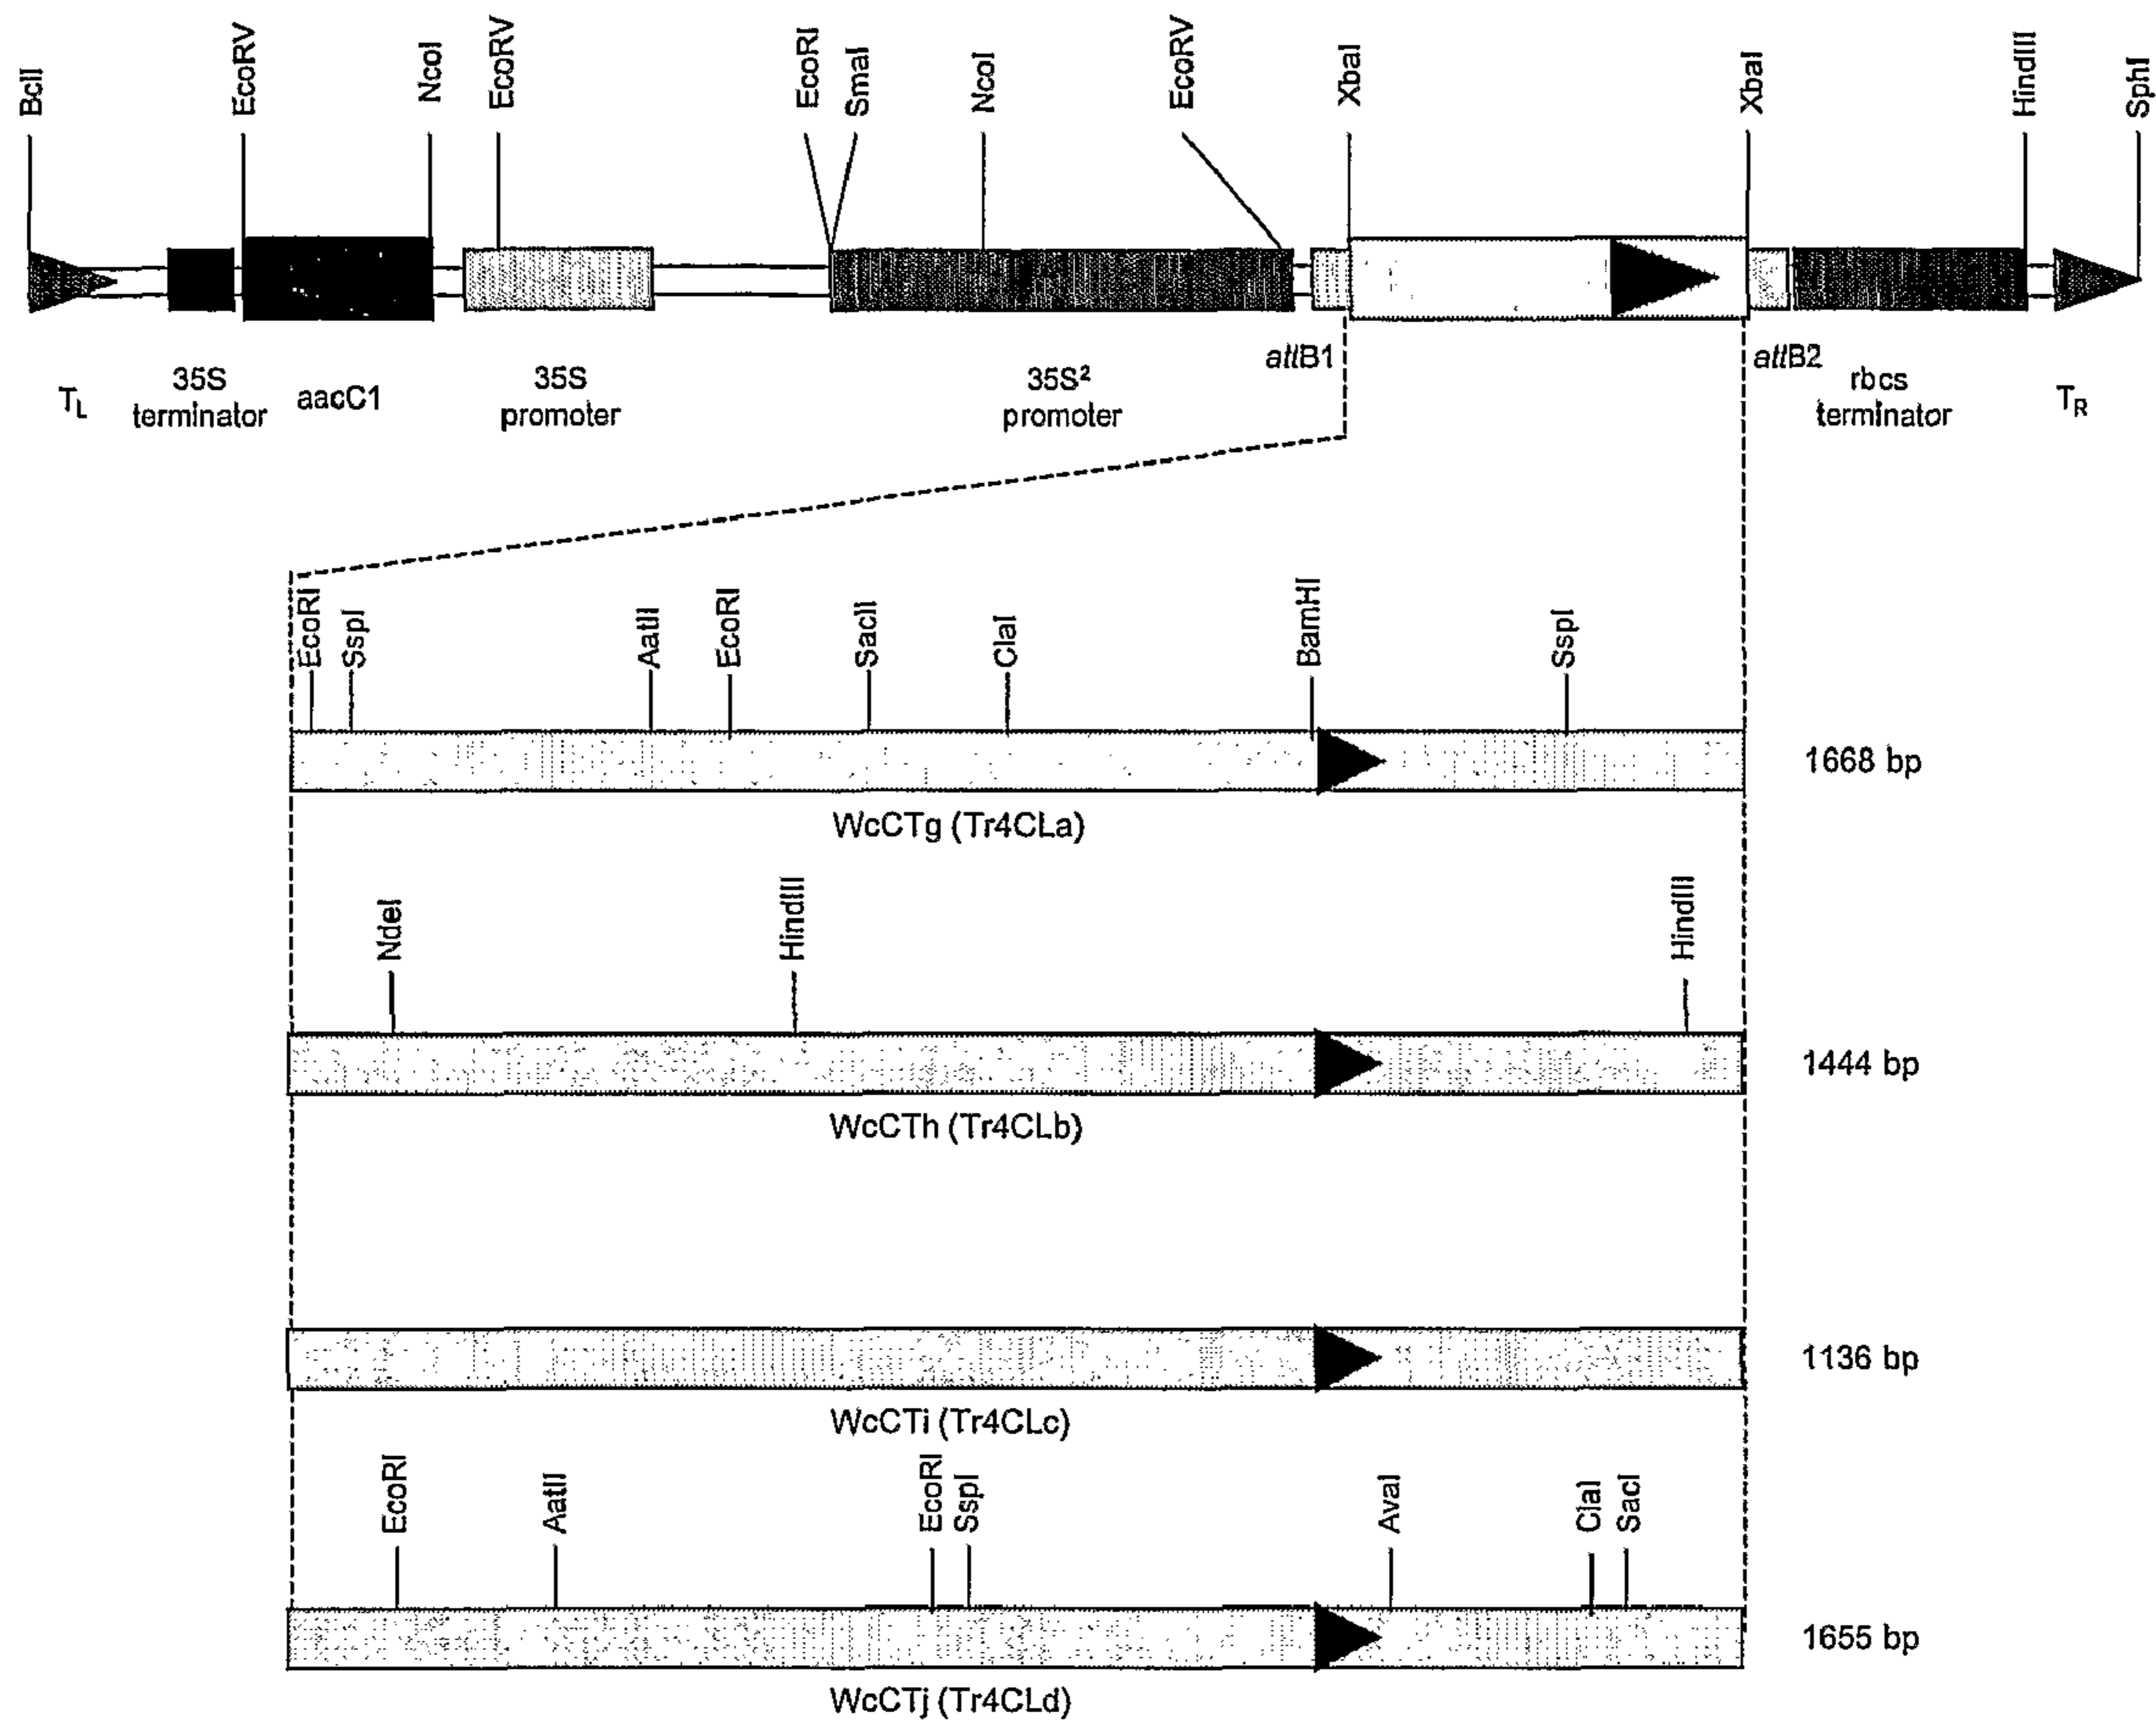 BclI
EcoRV
NcoI
EcoRV
EcoRI
SmaI
NcoI
EcoRV
XbaI
XbaI
HindIII
SphI
attB1
attB2
TL
35S
terminator
aacC1
35S
promoter
35S²
promoter
rbcs
terminator
TR
EcoRI
SspI
AatII
EcoRI
SacII
ClaI
BamHI
SspI
1668 bp
WcCTg (Tr4CLa)
NdeI
HindIII
HindIII
1444 bp
WcCTh (Tr4CLb)
1136 bp
WcCTi (Tr4CLc)
EcoRI
AatII
EcoRI
SspI
AvaI
ClaI
SacI
1655 bp
WcCTj (Tr4CLd)